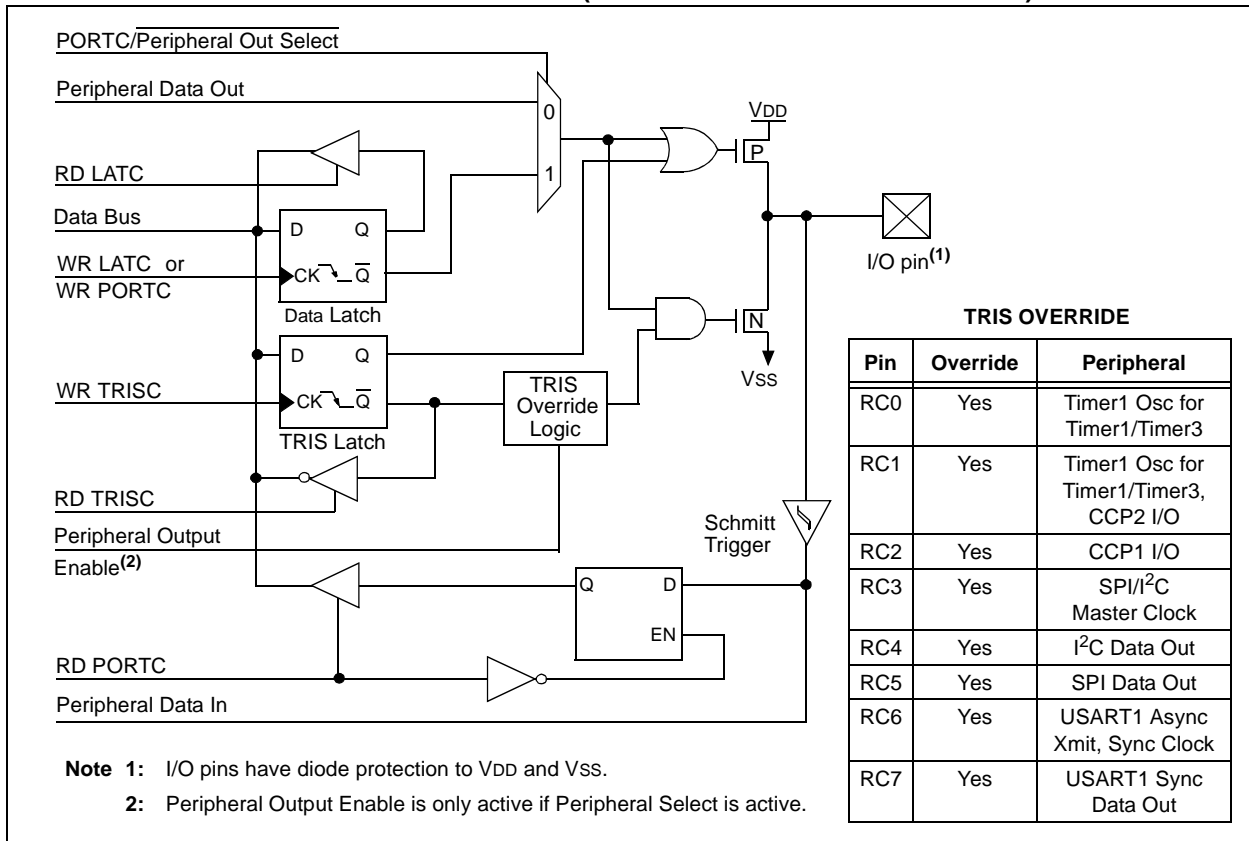 PORTC/Peripheral Out Select
Peripheral Data Out
RD LATC
Data Bus
WR LATC or
WR PORTC
D Q
CK Q
Data Latch
D Q
CK Q
TRIS Latch
WR TRISC
RD TRISC
Peripheral Output
Enable(2)
RD PORTC
Peripheral Data In
0
1
TRIS
Override
Logic
VDD
P
N
VSS
I/O pin(1)
Schmitt
Trigger
Q D
EN
TRIS OVERRIDE
Pin Override Peripheral
RC0 Yes Timer1 Osc for
Timer1/Timer3
RC1 Yes Timer1 Osc for
Timer1/Timer3,
CCP2 I/O
RC2 Yes CCP1 I/O
RC3 Yes SPI/I2C
Master Clock
RC4 Yes I2C Data Out
RC5 Yes SPI Data Out
RC6 Yes USART1 Async
Xmit, Sync Clock
RC7 Yes USART1 Sync
Data Out
Note 1: I/O pins have diode protection to VDD and VSS.
2: Peripheral Output Enable is only active if Peripheral Select is active.